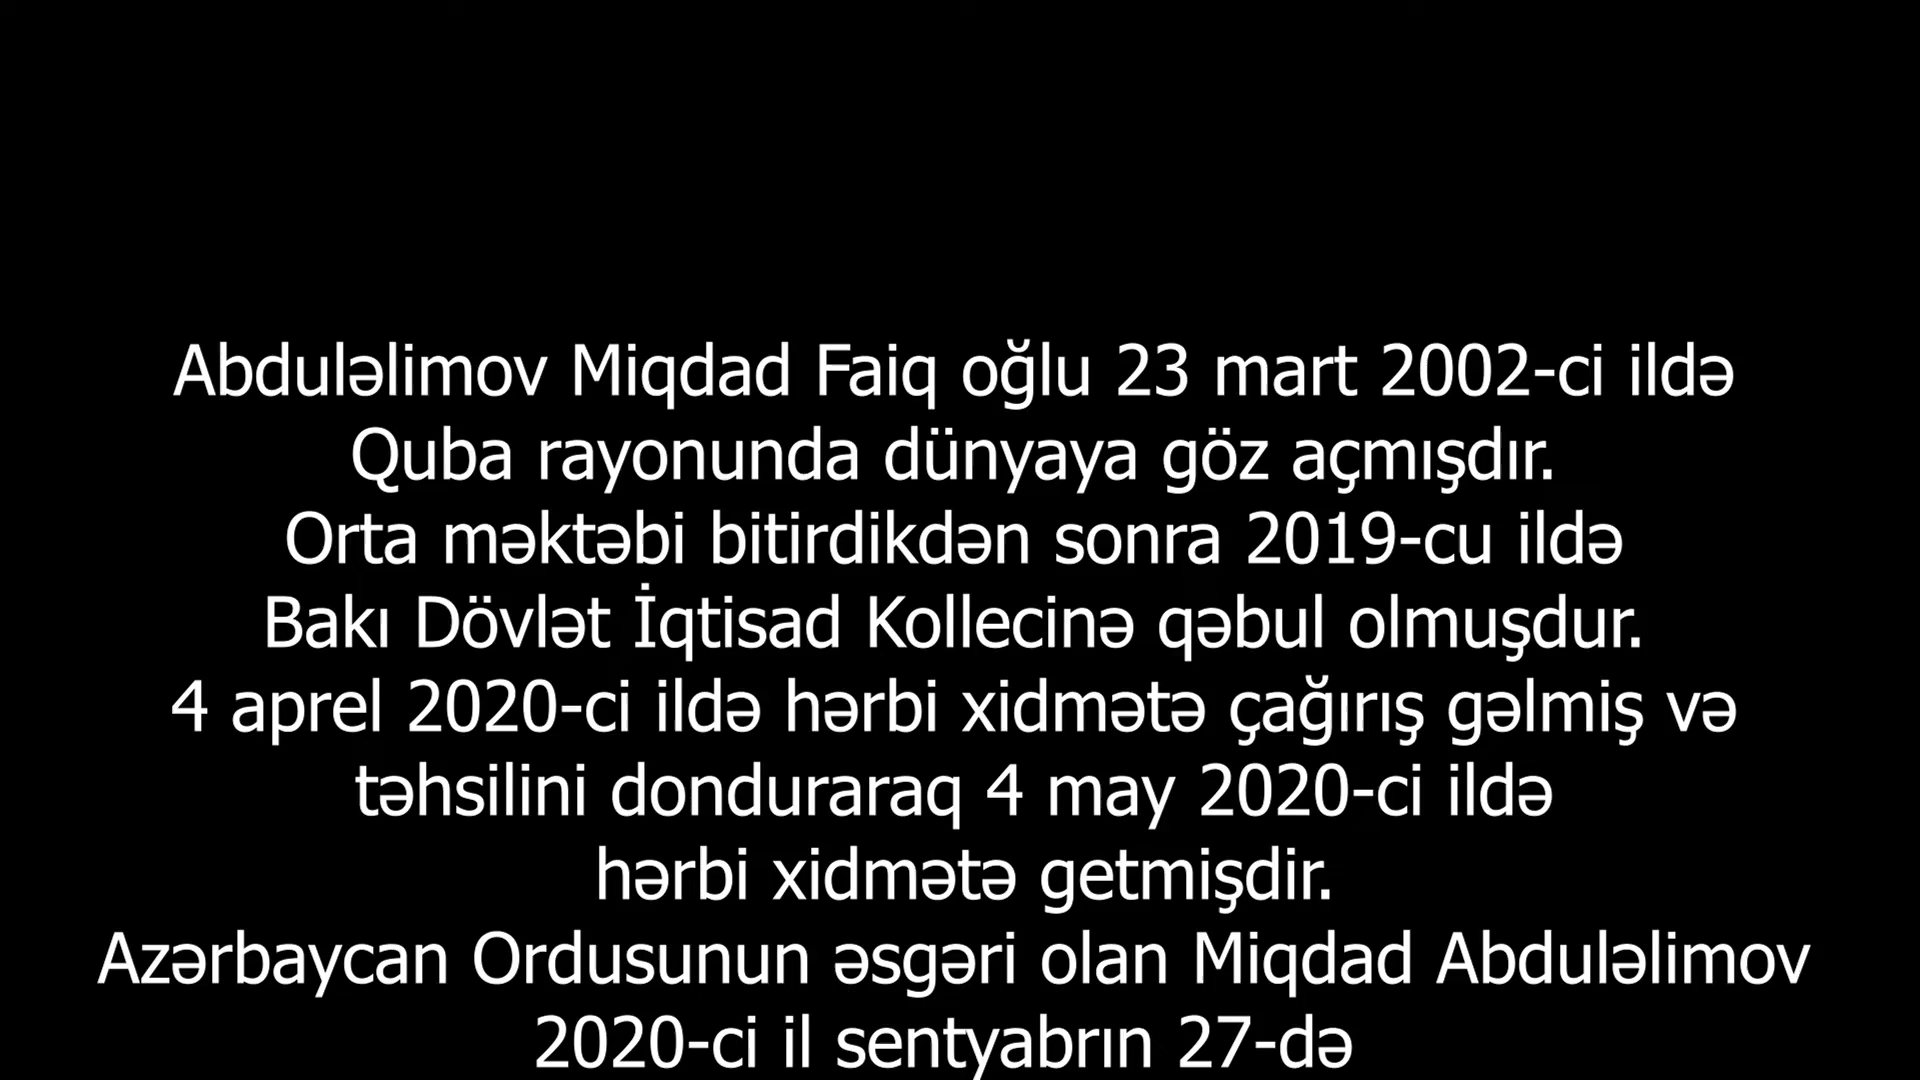 Abduləlimov Miqdad Faiq oğlu 23 mart 2002-ci ildə
Quba rayonunda dünyaya göz açmışdır.
Orta məktəbi bitirdikdən sonra 2019-cu ildə
Bakı Dövlət İqtisad Kollecinə qəbul olmuşdur.
4 aprel 2020-ci ildə hərbi xidmətə çağırış gəlmiş və
təhsilini donduraraq 4 may 2020-ci ildə
hərbi xidmətə getmişdir.
Azərbaycan Ordusunun əsgəri olan Miqdad Abduləlimov
2020-ci il sentyabrın 27-də